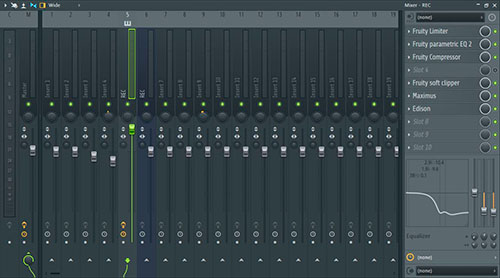 Wide
Mixer - REC
(none)
C
M
1
2
3
4
5
6
7
8
9
10
11
12
13
14
15
16
17
18
19
Master
Insert 1
Insert 2
Insert 3
Insert 4
REC
Insert 7
Insert 8
Insert 9
Insert 10
Insert 11
Insert 12
Insert 13
Insert 14
Insert 15
Insert 16
Insert 17
Insert 18
Insert 19
Fruity Limiter
Fruity parametric EQ 2
Fruity Compressor
Slot 4
Fruity soft clipper
Maximus
Edison
Slot 8
Slot 9
Slot 10
Equalizer
(none)
(none)